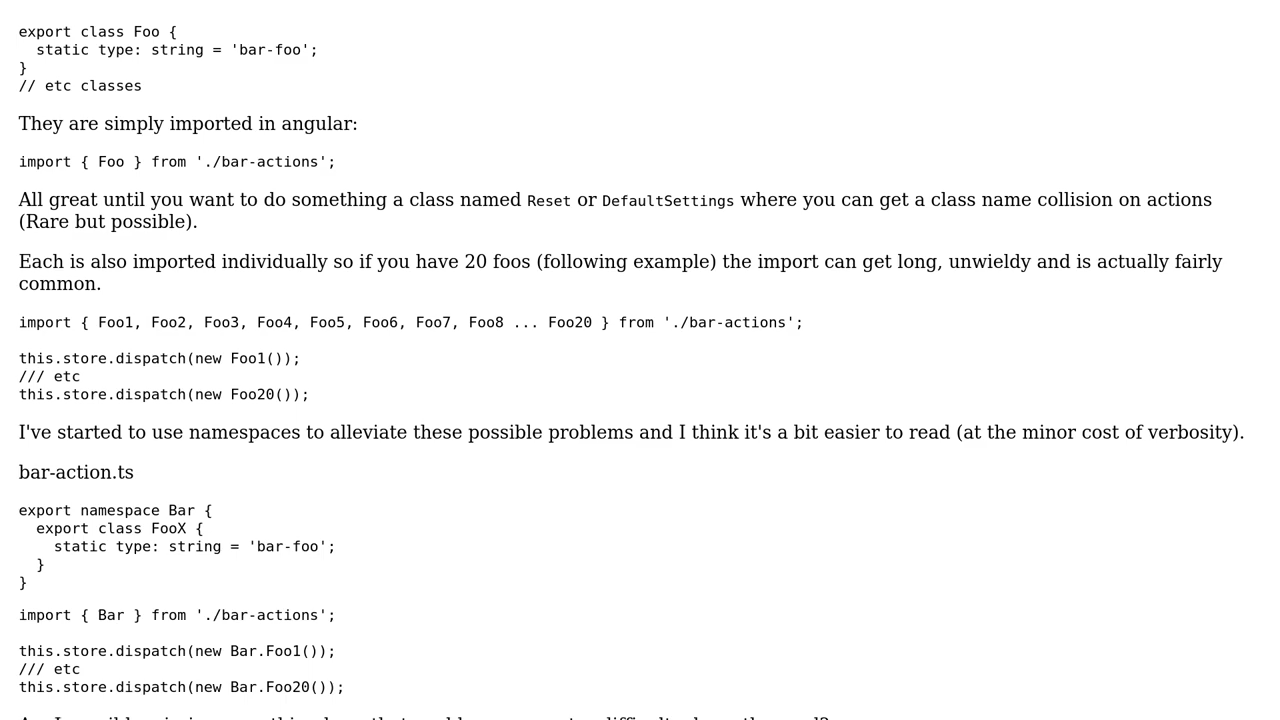 export class Foo {
  static type: string = 'bar-foo';
}
// etc classes
They are simply imported in angular:
import { Foo } from './bar-actions';
All great until you want to do something a class named Reset or DefaultSettings where you can get a class name collision on actions
(Rare but possible).
Each is also imported individually so if you have 20 foos (following example) the import can get long, unwieldy and is actually fairly
common.
import { Foo1, Foo2, Foo3, Foo4, Foo5, Foo6, Foo7, Foo8 ... Foo20 } from './bar-actions';
this.store.dispatch(new Foo1());
/// etc
this.store.dispatch(new Foo20());
I've started to use namespaces to alleviate these possible problems and I think it's a bit easier to read (at the minor cost of verbosity).
bar-action.ts
export namespace Bar {
  export class FooX {
    static type: string = 'bar-foo';
  }
}
import { Bar } from './bar-actions';
this.store.dispatch(new Bar.Foo1());
/// etc
this.store.dispatch(new Bar.Foo20());